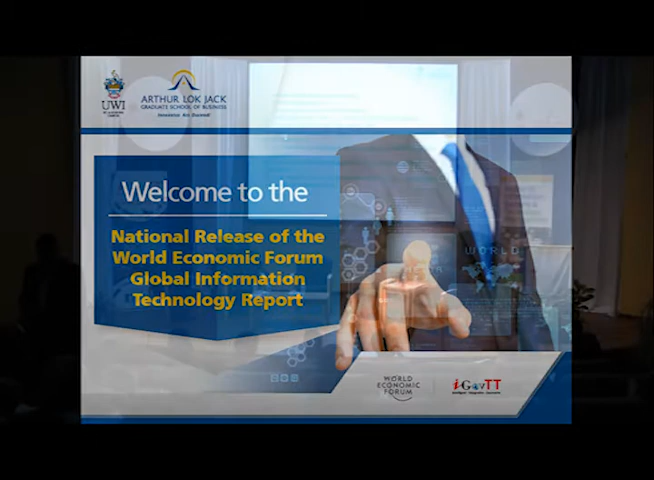 UWI
ARTHUR LOK JACK
GRADUATE SCHOOL OF BUSINESS
Welcome to the
National Release of the
World Economic Forum
Global Information
Technology Report
WORLD
WORLD
ECONOMIC
FORUM
iGovTT